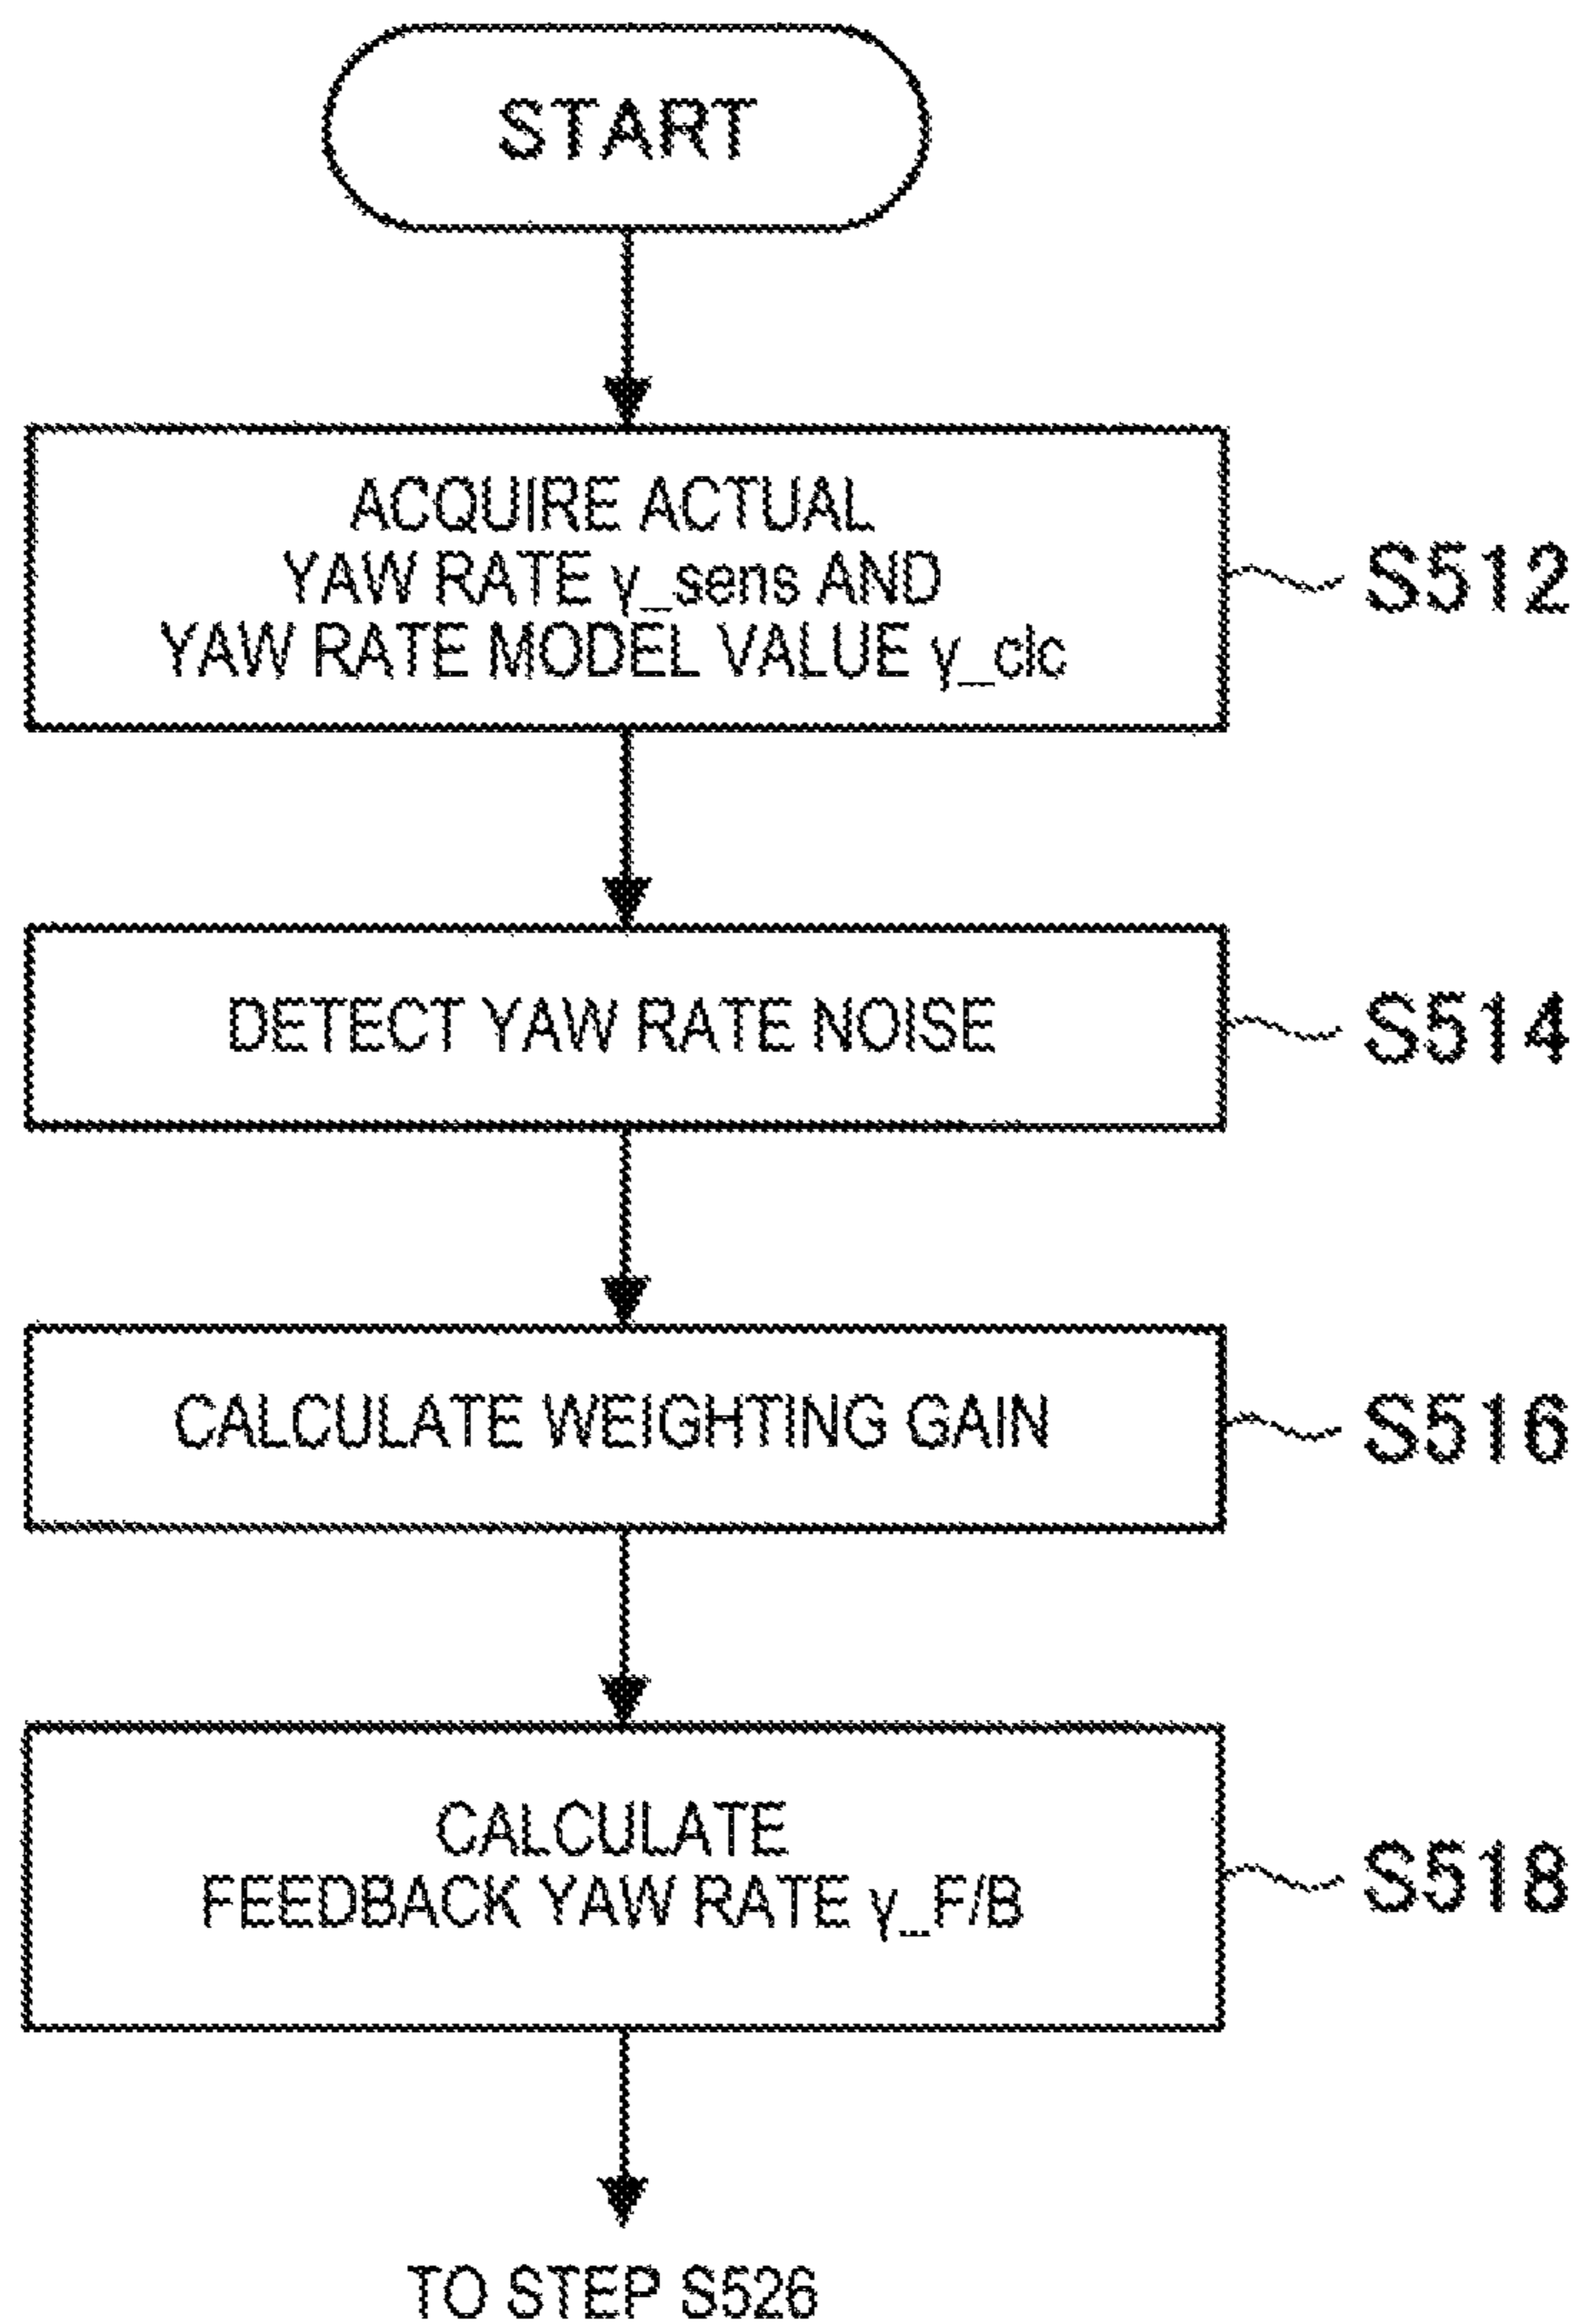 START
ACQUIRE ACTUAL
YAW RATE γ_sens AND
YAW RATE MODEL VALUE γ_clc
S512
DETECT YAW RATE NOISE
S514
CALCULATE WEIGHTING GAIN
S516
CALCULATE
FEEDBACK YAW RATE γ_F/B
S518
TO STEP S526